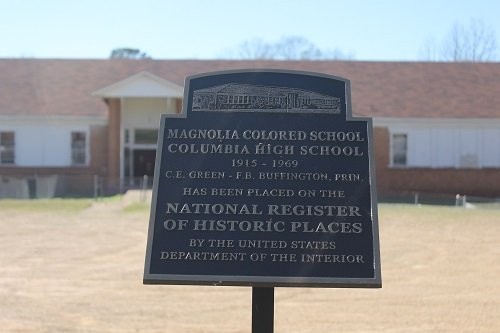 MAGNOLIA COLORED SCHOOL
COLUMBIA HIGH SCHOOL
1915 - 1969
C.E. GREEN - F.B. BUFFINGTON, PRIN.
HAS BEEN PLACED ON THE
NATIONAL REGISTER
OF HISTORIC PLACES
BY THE UNITED STATES
DEPARTMENT OF THE INTERIOR